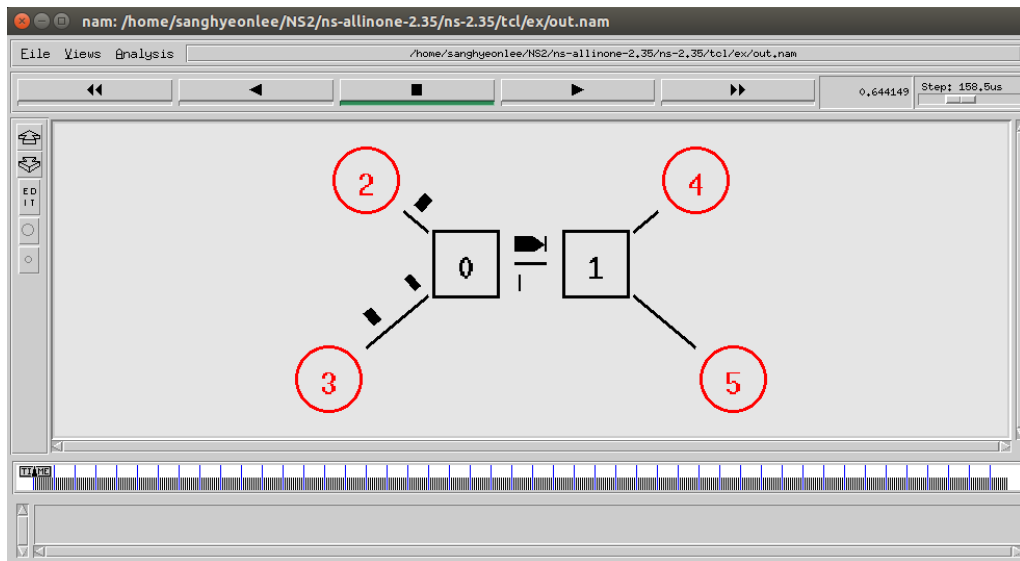 nam: /home/sanghyeonlee/NS2/ns-allinone-2.35/ns-2.35/tcl/ex/out.nam
File Views Analysis /home/sanghyeonlee/NS2/ns-allinone-2.35/ns-2.35/tcl/ex/out.nam
0.644149 Step: 158.5us
ED
IT
2 4
0 1
3 5
TIME